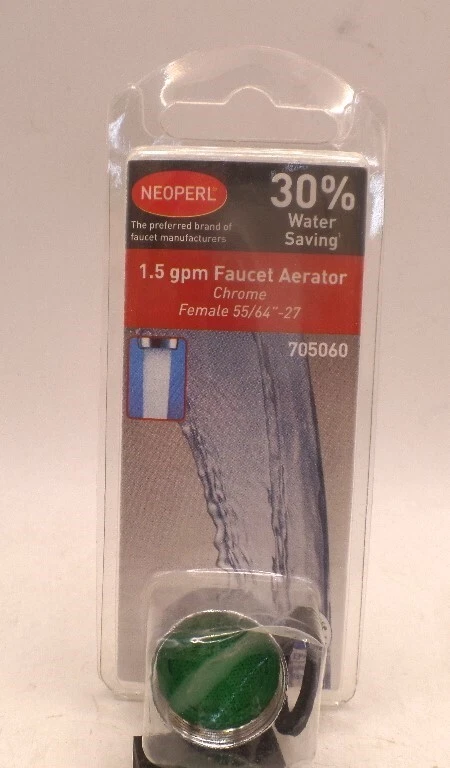 NEOPERL®
The preferred brand of
faucet manufacturers
30%
Water
Saving¹
1.5 gpm Faucet Aerator
Chrome
Female 55/64"-27
705060